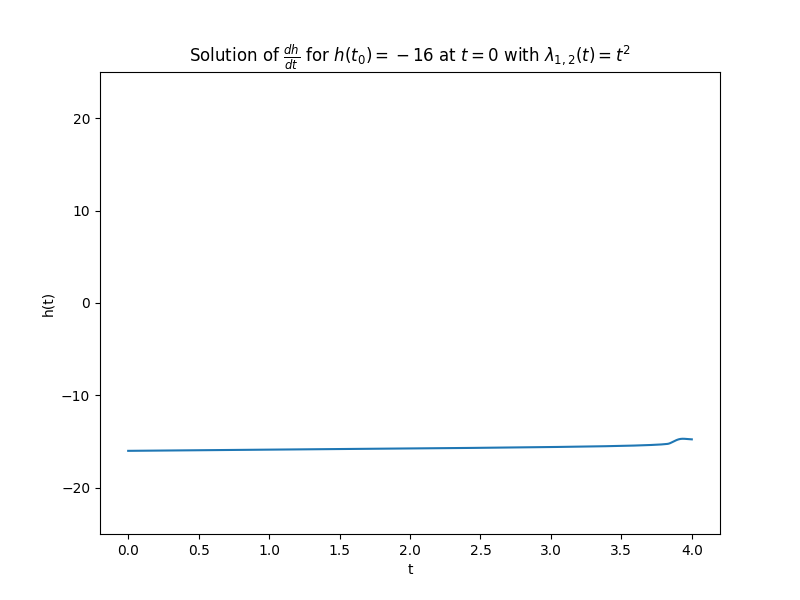 Solution of dh/dt for h(t₀) = −16 at t = 0 with λ₁,₂(t) = t²
20
10
0
−10
−20
h(t)
0.0 0.5 1.0 1.5 2.0 2.5 3.0 3.5 4.0
t